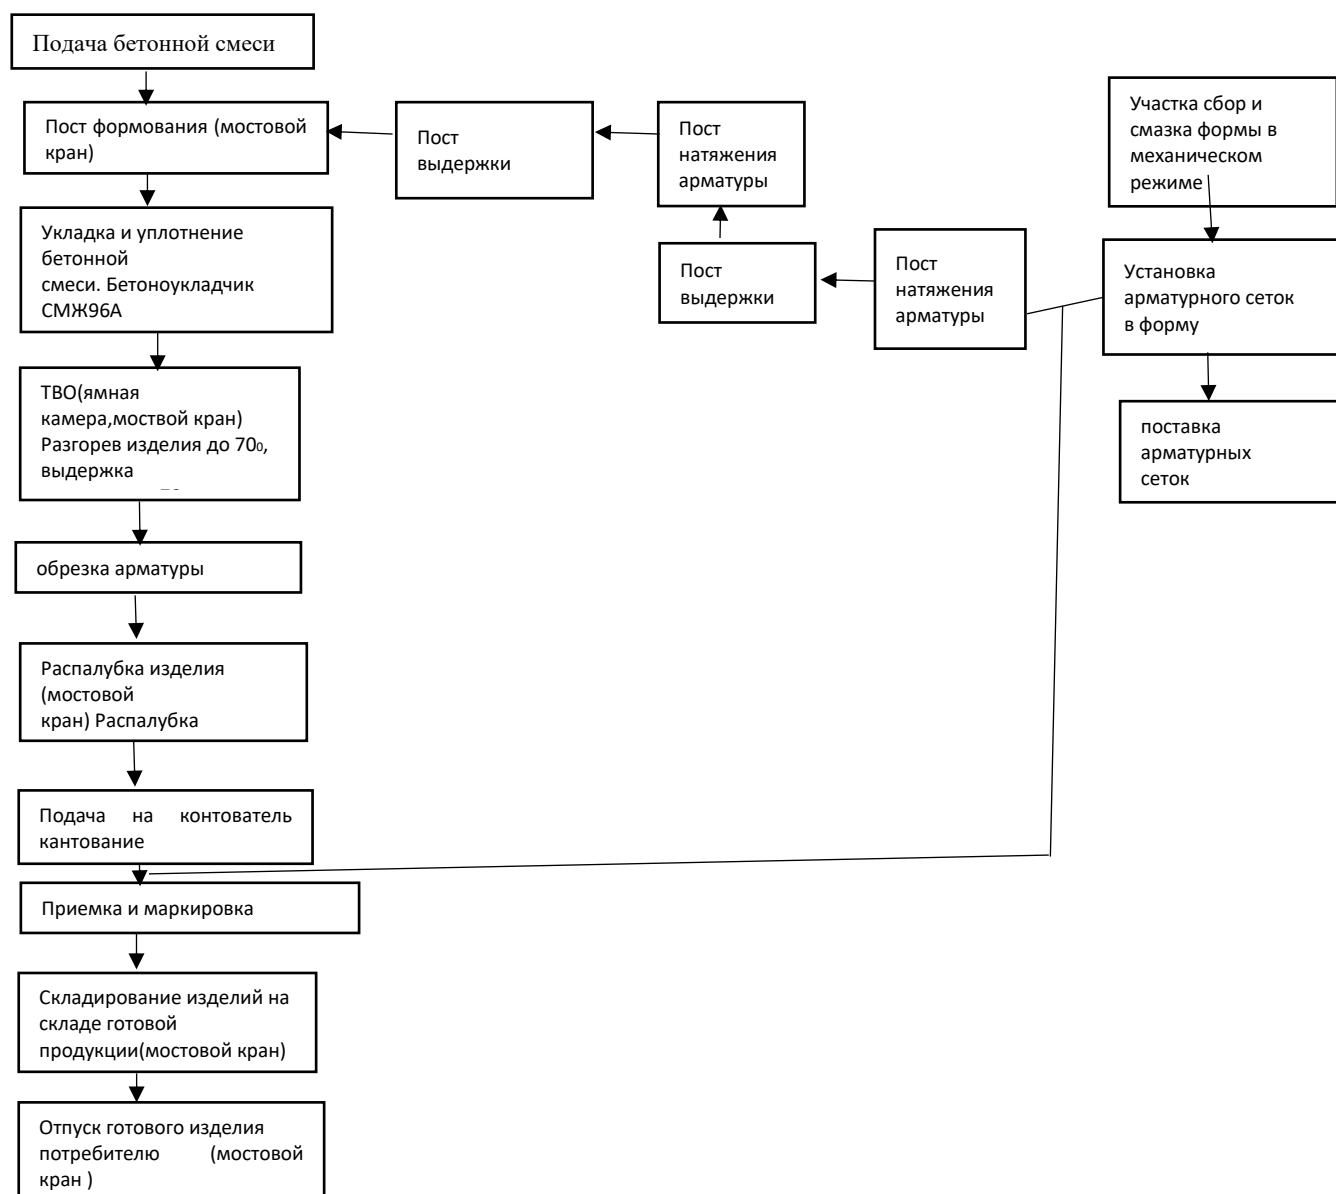 Подача бетонной смеси
Пост формования (мостовой
кран)
Пост
выдержки
Пост
натяжения
арматуры
Участка сбор и
смазка формы в
механическом
режиме
Укладка и уплотнение
бетонной
смеси. Бетоноукладчик
СМЖ96А
Пост
выдержки
Пост
натяжения
арматуры
Установка
арматурного сеток
в форму
ТВО(ямная
камера,моствой кран)
Разгорев изделия до 70₀,
выдержка
поставка
арматурных
сеток
обрезка арматуры
Распалубка изделия
(мостовой
кран) Распалубка
Подача на контователь
кантование
Приемка и маркировка
Складирование изделий на
складе готовой
продукции(мостовой кран)
Отпуск готового изделия
потребителю (мостовой
кран )